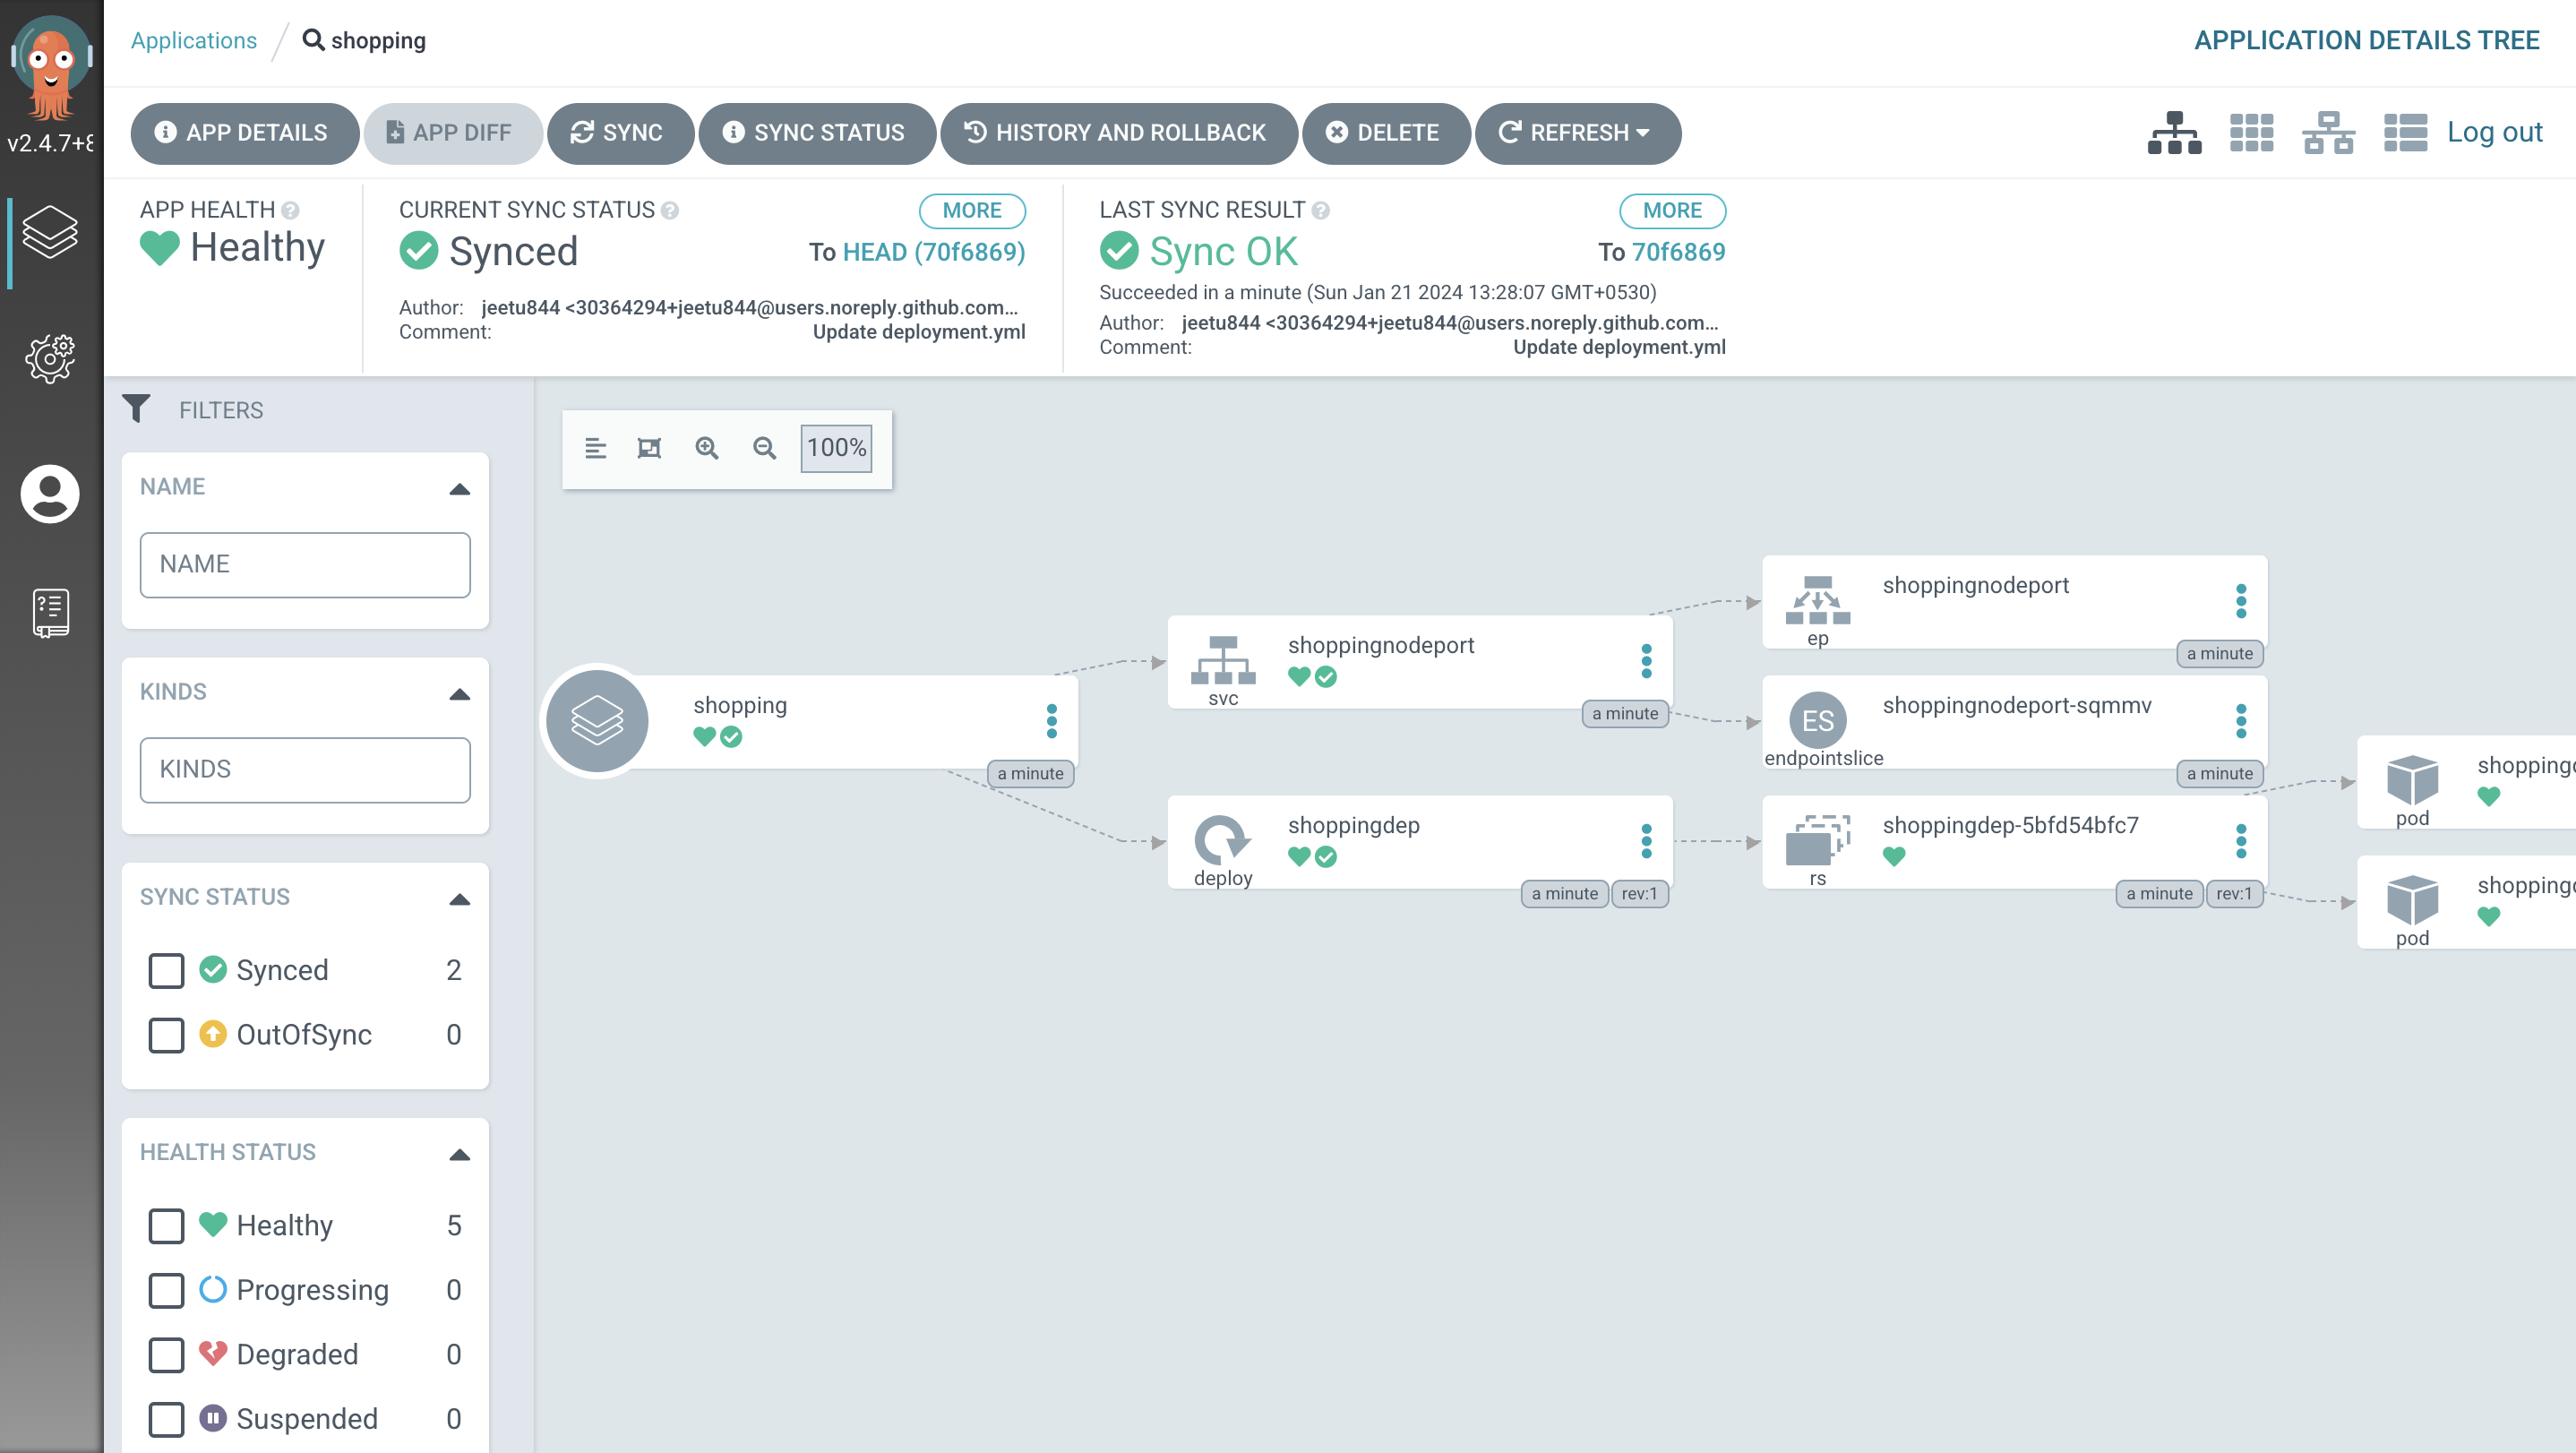 v2.4.7+8
Applications / shopping
APPLICATION DETAILS TREE
APP DETAILS
APP DIFF
SYNC
SYNC STATUS
HISTORY AND ROLLBACK
DELETE
REFRESH
Log out
APP HEALTH
Healthy
CURRENT SYNC STATUS
MORE
Synced
To HEAD (70f6869)
Author: jeetu844 <30364294+jeetu844@users.noreply.github.com...
Comment: Update deployment.yml
LAST SYNC RESULT
MORE
Sync OK
To 70f6869
Succeeded in a minute (Sun Jan 21 2024 13:28:07 GMT+0530)
Author: jeetu844 <30364294+jeetu844@users.noreply.github.com...
Comment: Update deployment.yml
FILTERS
NAME
NAME
KINDS
KINDS
SYNC STATUS
Synced 2
OutOfSync 0
HEALTH STATUS
Healthy 5
Progressing 0
Degraded 0
Suspended 0
100%
shopping
a minute
shoppingnodeport
svc
a minute
shoppingdep
deploy
a minute rev:1
shoppingnodeport
ep
a minute
ES
shoppingnodeport-sqmmv
endpointslice
a minute
shoppingdep-5bfd54bfc7
rs
a minute rev:1
pod
pod